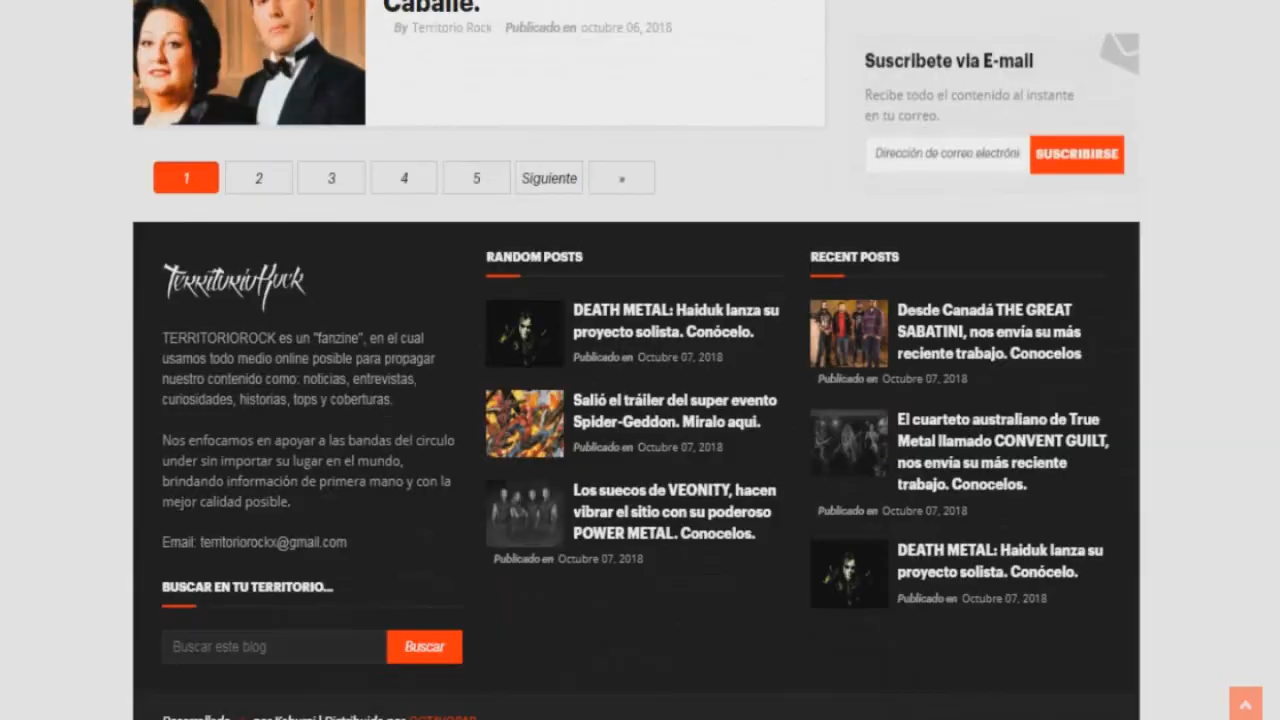 Caballé.
By Territorio Rock Publicado en octubre 06, 2018
Suscribete via E-mail
Recibe todo el contenido al instante
en tu correo.
Dirección de correo electróni
SUSCRIBIRSE
1 2 3 4 5 Siguiente »
TerritorioRock
TERRITORIOROCK es un "fanzine", en el cual
usamos todo medio online posible para propagar
nuestro contenido como: noticias, entrevistas,
curiosidades, historias, tops y coberturas.
Nos enfocamos en apoyar a las bandas del circulo
under sin importar su lugar en el mundo,
brindando información de primera mano y con la
mejor calidad posible.
Email: territoriorockx@gmail.com
BUSCAR EN TU TERRITORIO...
Buscar este blog
Buscar
RANDOM POSTS
DEATH METAL: Haiduk lanza su
proyecto solista. Conócelo.
Publicado en Octubre 07, 2018
Salió el tráiler del super evento
Spider-Geddon. Miralo aqui.
Publicado en Octubre 07, 2018
Los suecos de VEONITY, hacen
vibrar el sitio con su poderoso
POWER METAL. Conocelos.
Publicado en Octubre 07, 2018
RECENT POSTS
Desde Canadá THE GREAT
SABATINI, nos envía su más
reciente trabajo. Conocelos
Publicado en Octubre 07, 2018
El cuarteto australiano de True
Metal llamado CONVENT GUILT,
nos envía su más reciente
trabajo. Conocelos.
Publicado en Octubre 07, 2018
DEATH METAL: Haiduk lanza su
proyecto solista. Conócelo.
Publicado en Octubre 07, 2018